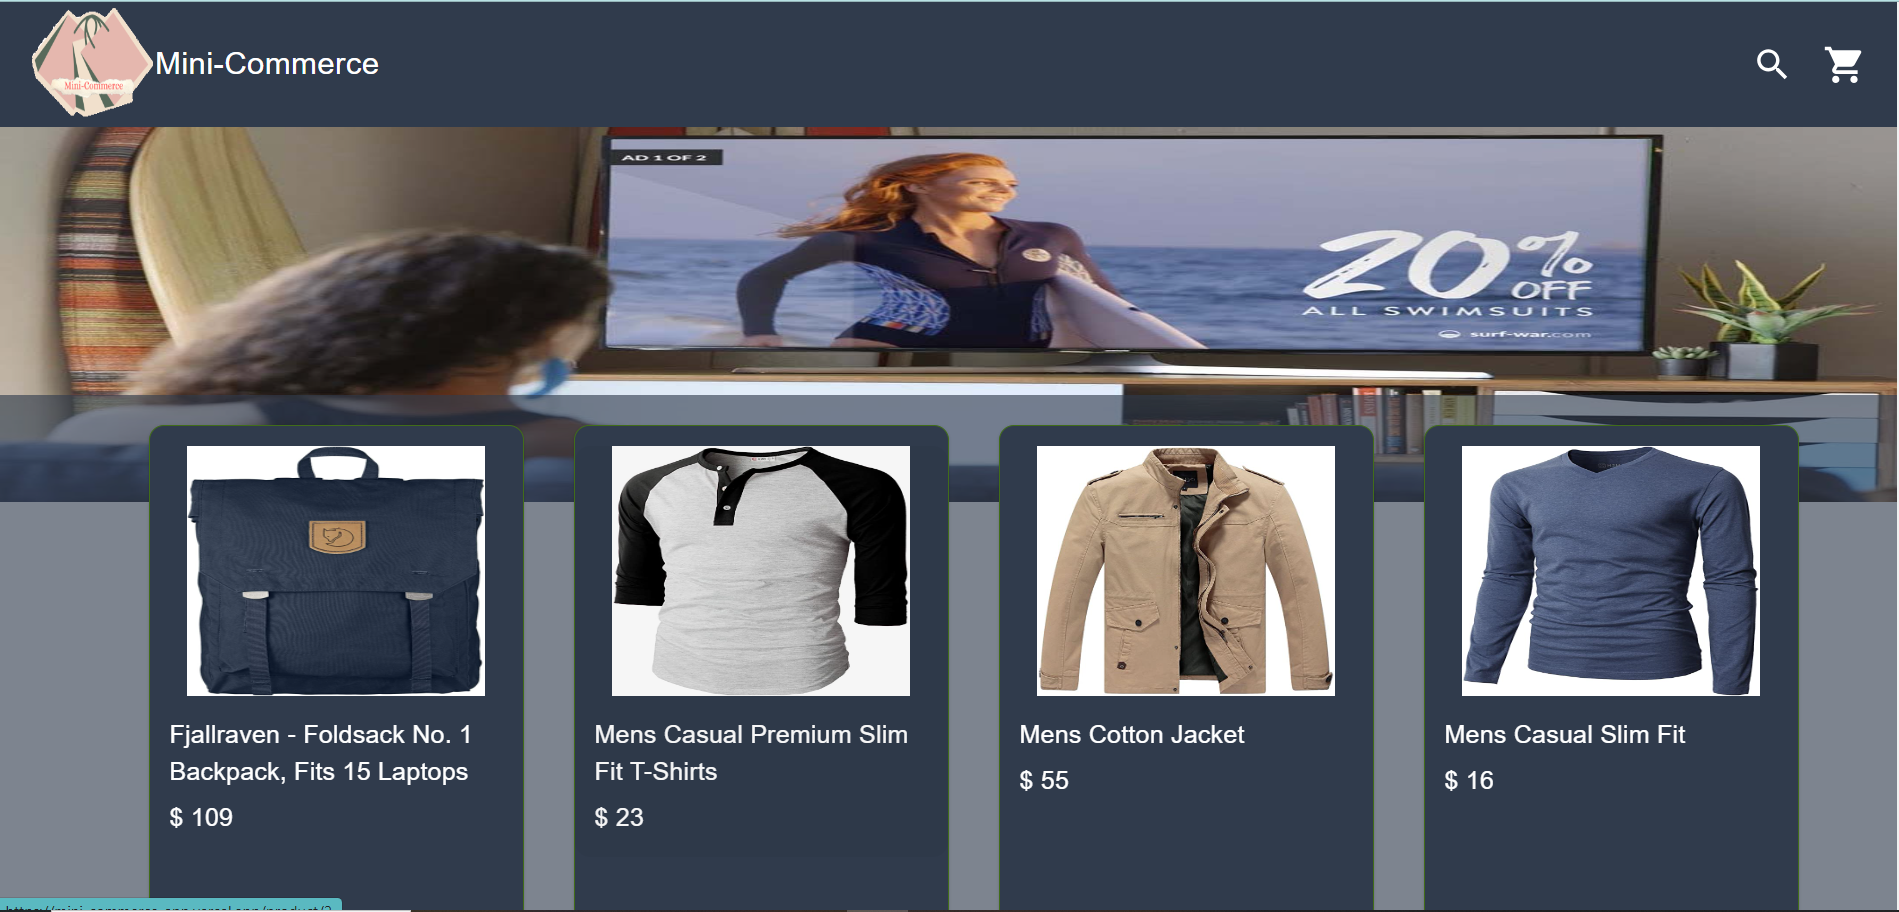 Mini-Commerce
Mini-Commerce
AD 1 OF 2
20%
OFF
ALL SWIMSUITS
surf-war.com
Fjallraven - Foldsack No. 1
Backpack, Fits 15 Laptops
$ 109
Mens Casual Premium Slim
Fit T-Shirts
$ 23
Mens Cotton Jacket
$ 55
Mens Casual Slim Fit
$ 16